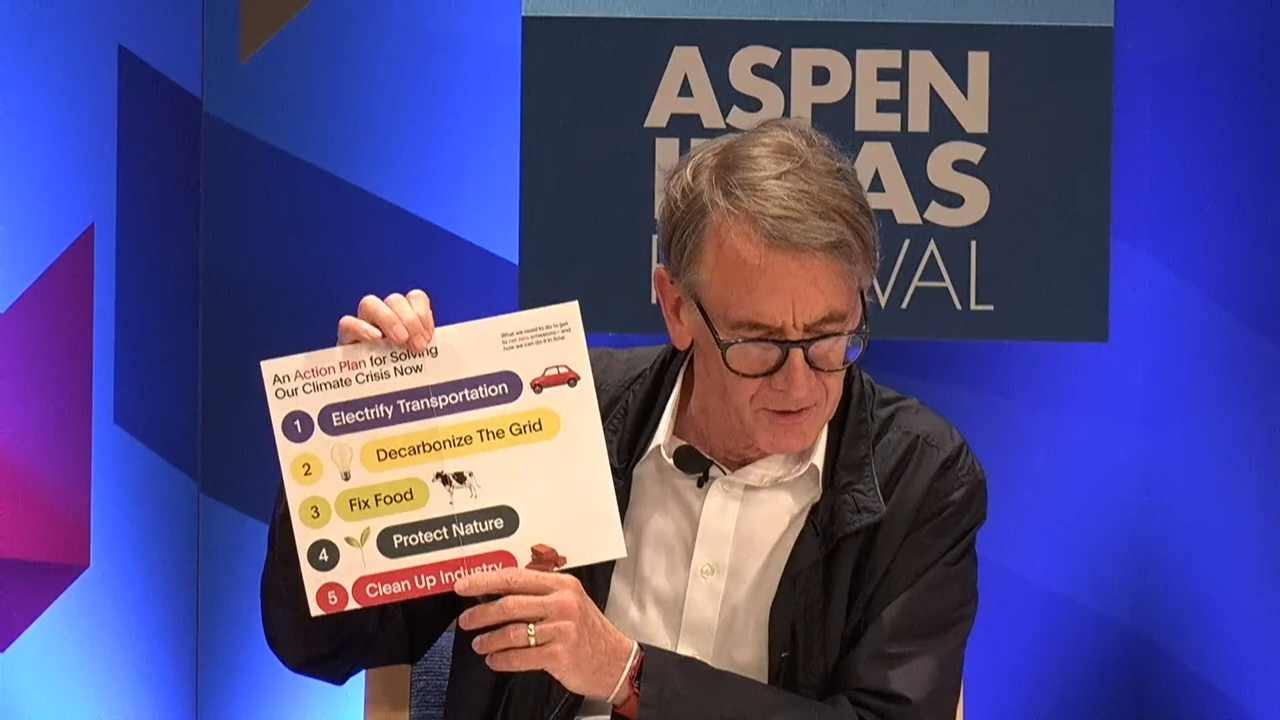 ASPEN
AS
VAL
What we need to do to get
to net zero emissions—and
how we can do it in time
An Action Plan for Solving
Our Climate Crisis Now
1 Electrify Transportation
2 Decarbonize The Grid
3 Fix Food
4 Protect Nature
5 Clean Up Industry